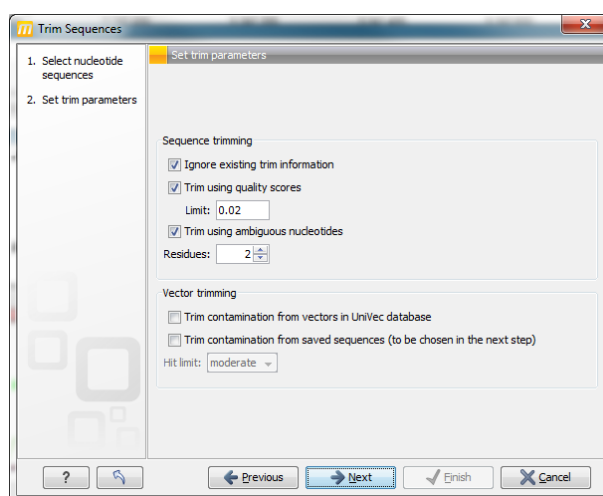 Trim Sequences
1. Select nucleotide
sequences
2. Set trim parameters
Set trim parameters
Sequence trimming
Ignore existing trim information
Trim using quality scores
Limit: 0.02
Trim using ambiguous nucleotides
Residues: 2
Vector trimming
Trim contamination from vectors in UniVec database
Trim contamination from saved sequences (to be chosen in the next step)
Hit limit: moderate
? Previous Next Finish Cancel